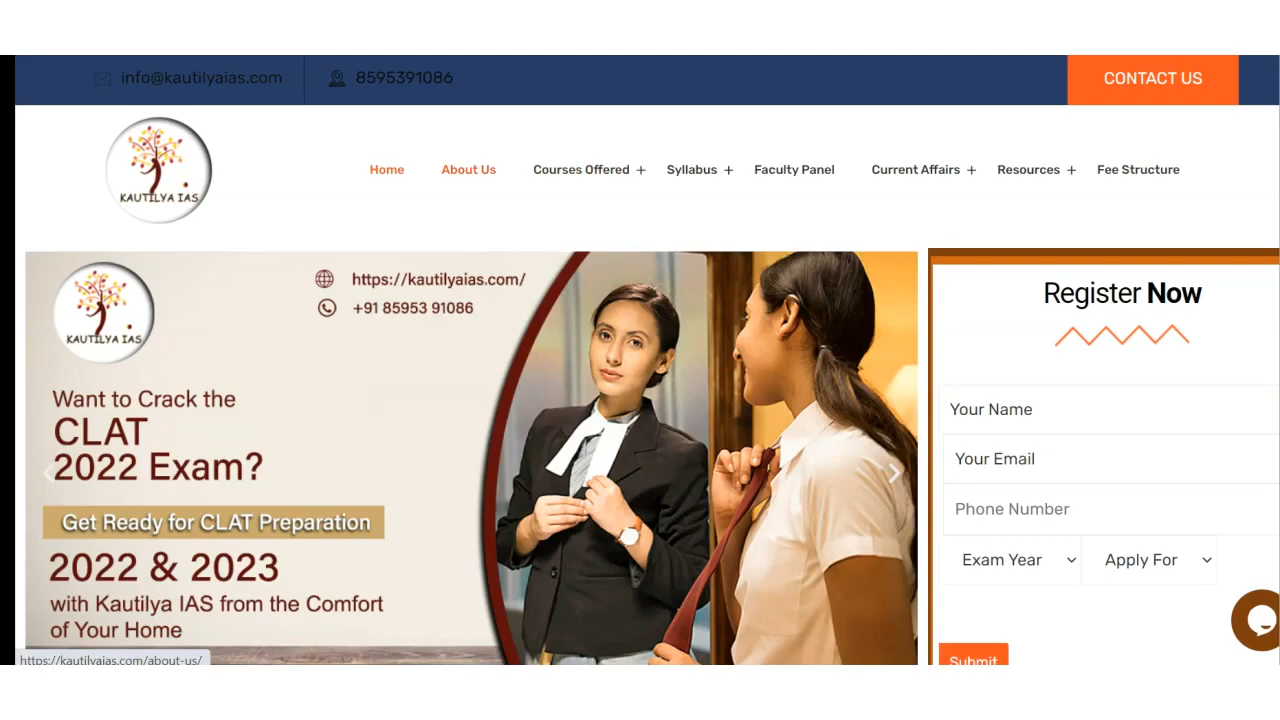 info@kautilyaias.com 8595391086 CONTACT US
KAUTILYA IAS
Home About Us Courses Offered + Syllabus + Faculty Panel Current Affairs + Resources + Fee Structure
KAUTILYA IAS
https://kautilyaias.com/
+91 85953 91086
Want to Crack the
CLAT
2022 Exam?
Get Ready for CLAT Preparation
2022 & 2023
with Kautilya IAS from the Comfort
of Your Home
Register Now
Your Name
Your Email
Phone Number
Exam Year Apply For
Submit
https://kautilyaias.com/about-us/